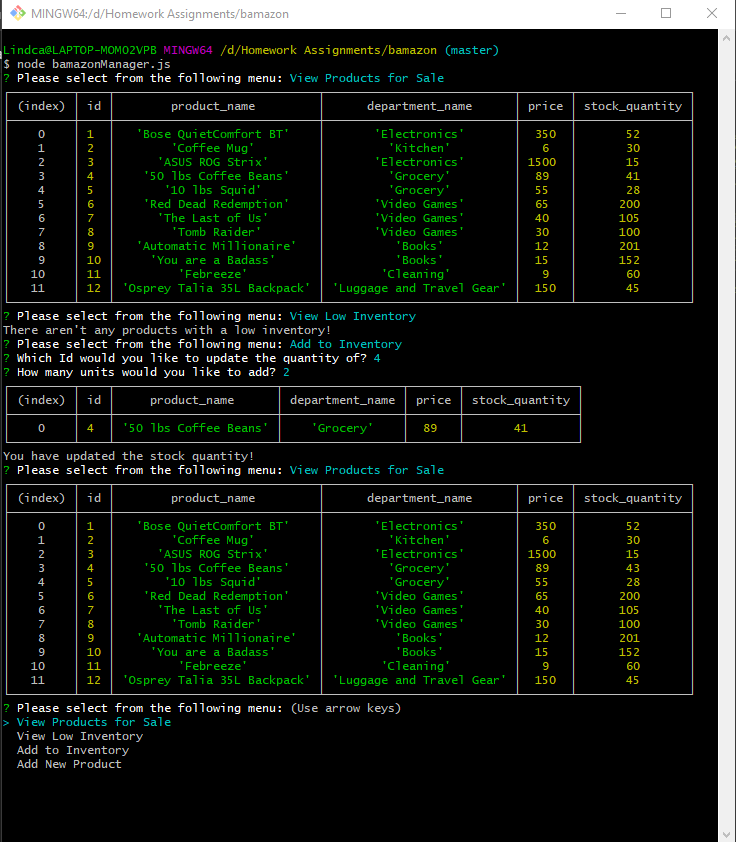 MINGW64:/d/Homework Assignments/bamazon
Lindca@LAPTOP-MOMO2VPB MINGW64 /d/Homework Assignments/bamazon (master)
$ node bamazonManager.js
? Please select from the following menu: View Products for Sale
(index) id product_name department_name price stock_quantity
0 1 'Bose QuietComfort BT' 'Electronics' 350 52
1 2 'Coffee Mug' 'Kitchen' 6 30
2 3 'ASUS ROG Strix' 'Electronics' 1500 15
3 4 '50 lbs Coffee Beans' 'Grocery' 89 41
4 5 '10 lbs Squid' 'Grocery' 55 28
5 6 'Red Dead Redemption' 'Video Games' 65 200
6 7 'The Last of Us' 'Video Games' 40 105
7 8 'Tomb Raider' 'Video Games' 30 100
8 9 'Automatic Millionaire' 'Books' 12 201
9 10 'You are a Badass' 'Books' 15 152
10 11 'Febreeze' 'Cleaning' 9 60
11 12 'Osprey Talia 35L Backpack' 'Luggage and Travel Gear' 150 45
? Please select from the following menu: View Low Inventory
There aren't any products with a low inventory!
? Please select from the following menu: Add to Inventory
? Which Id would you like to update the quantity of? 4
? How many units would you like to add? 2
(index) id product_name department_name price stock_quantity
0 4 '50 lbs Coffee Beans' 'Grocery' 89 41
You have updated the stock quantity!
? Please select from the following menu: View Products for Sale
(index) id product_name department_name price stock_quantity
0 1 'Bose QuietComfort BT' 'Electronics' 350 52
1 2 'Coffee Mug' 'Kitchen' 6 30
2 3 'ASUS ROG Strix' 'Electronics' 1500 15
3 4 '50 lbs Coffee Beans' 'Grocery' 89 43
4 5 '10 lbs Squid' 'Grocery' 55 28
5 6 'Red Dead Redemption' 'Video Games' 65 200
6 7 'The Last of Us' 'Video Games' 40 105
7 8 'Tomb Raider' 'Video Games' 30 100
8 9 'Automatic Millionaire' 'Books' 12 201
9 10 'You are a Badass' 'Books' 15 152
10 11 'Febreeze' 'Cleaning' 9 60
11 12 'Osprey Talia 35L Backpack' 'Luggage and Travel Gear' 150 45
? Please select from the following menu: (Use arrow keys)
> View Products for Sale
View Low Inventory
Add to Inventory
Add New Product